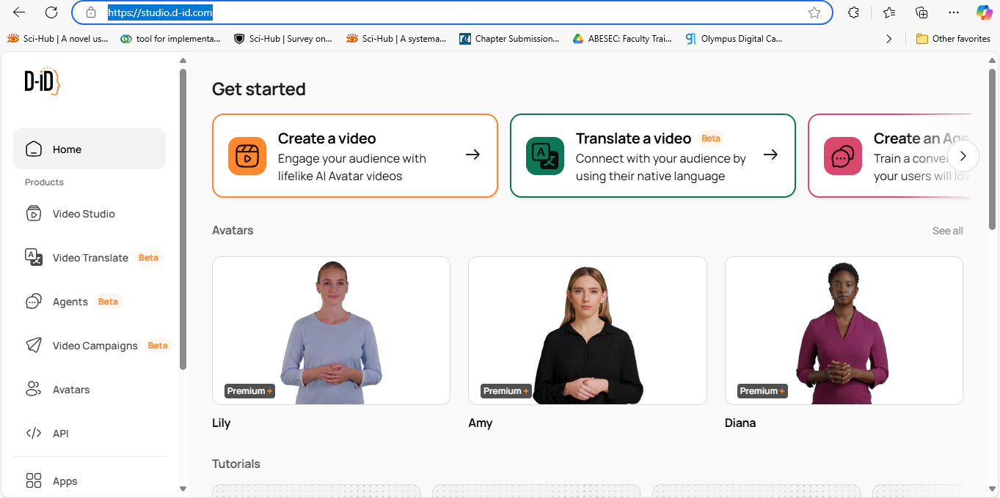 https://studio.d-id.com
Sci-Hub | A novel us...
tool for implementa...
Sci-Hub | Survey on...
Sci-Hub | A systema...
Chapter Submission...
ABESEC: Faculty Trai...
Olympus Digital Ca...
Other favorites
D-iD
Home
Products
Video Studio
Video Translate Beta
Agents Beta
Video Campaigns Beta
Avatars
API
Apps
Get started
Create a video
Engage your audience with
lifelike AI Avatar videos
Translate a video Beta
Connect with your audience by
using their native language
Create an Age
Train a conve
your users will lov
Avatars
See all
Premium +
Lily
Premium +
Amy
Premium +
Diana
Tutorials